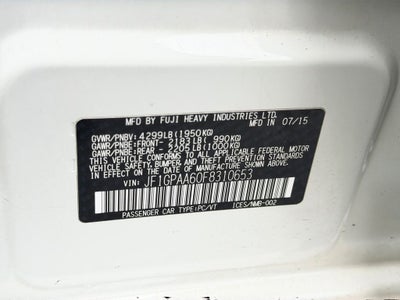 MFD BY FUJI HEAVY INDUSTRIES LTD.
MFD IN 07/15
GVWR/PNBV: 4299LB(1950KG)
GAWR/PNBE:FRONT- 2183LB( 990KG)
GAWR/PNBE:REAR - 2205LB(1000KG)
THIS VEHICLE CONFORMS TO ALL APPLICABLE FEDERAL MOTOR
VEHICLE SAFETY, BUMPER, AND THEFT PREVENTION
STANDARDS IN EFFECT ON THE DATE OF MANUFACTURE SHOWN ABOVE.
VIN: JF1GPAA60F8310653
PASSENGER CAR TYPE:PC/VT ICES/NMB-002